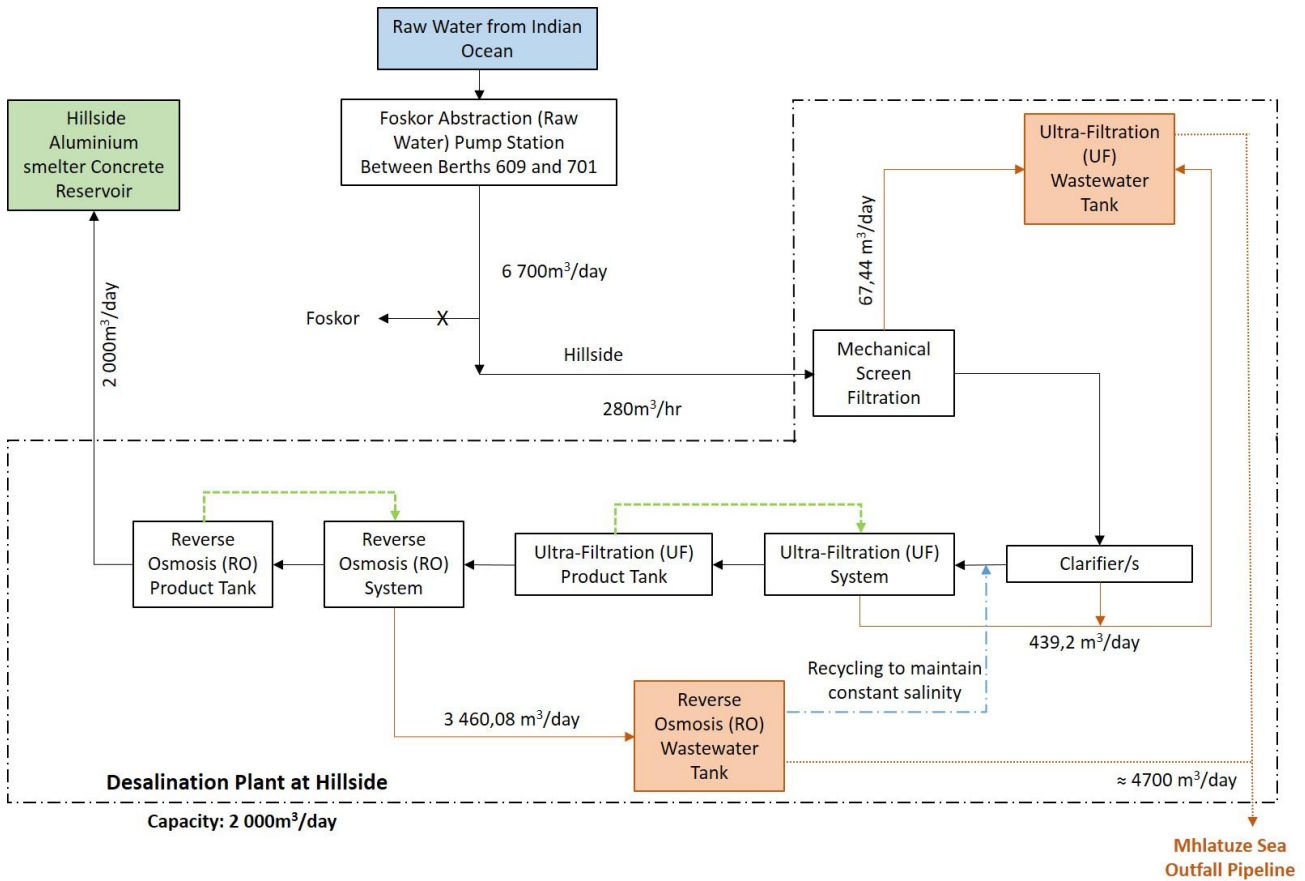 Raw Water from Indian
Ocean
Hillside
Aluminium
smelter Concrete
Reservoir
Foskor Abstraction (Raw
Water) Pump Station
Between Berths 609 and 701
Ultra-Filtration
(UF)
Wastewater
Tank
6 700m³/day
67,44 m³/day
2 000m³/day
Foskor
X
Hillside
280m³/hr
Mechanical
Screen
Filtration
Reverse
Osmosis (RO)
Product Tank
Reverse
Osmosis (RO)
System
Ultra-Filtration (UF)
Product Tank
Ultra-Filtration (UF)
System
Clarifier/s
439,2 m³/day
Recycling to maintain
constant salinity
3 460,08 m³/day
Reverse
Osmosis (RO)
Wastewater
Tank
Desalination Plant at Hillside
≈ 4700 m³/day
Capacity: 2 000m³/day
Mhlatuze Sea
Outfall Pipeline